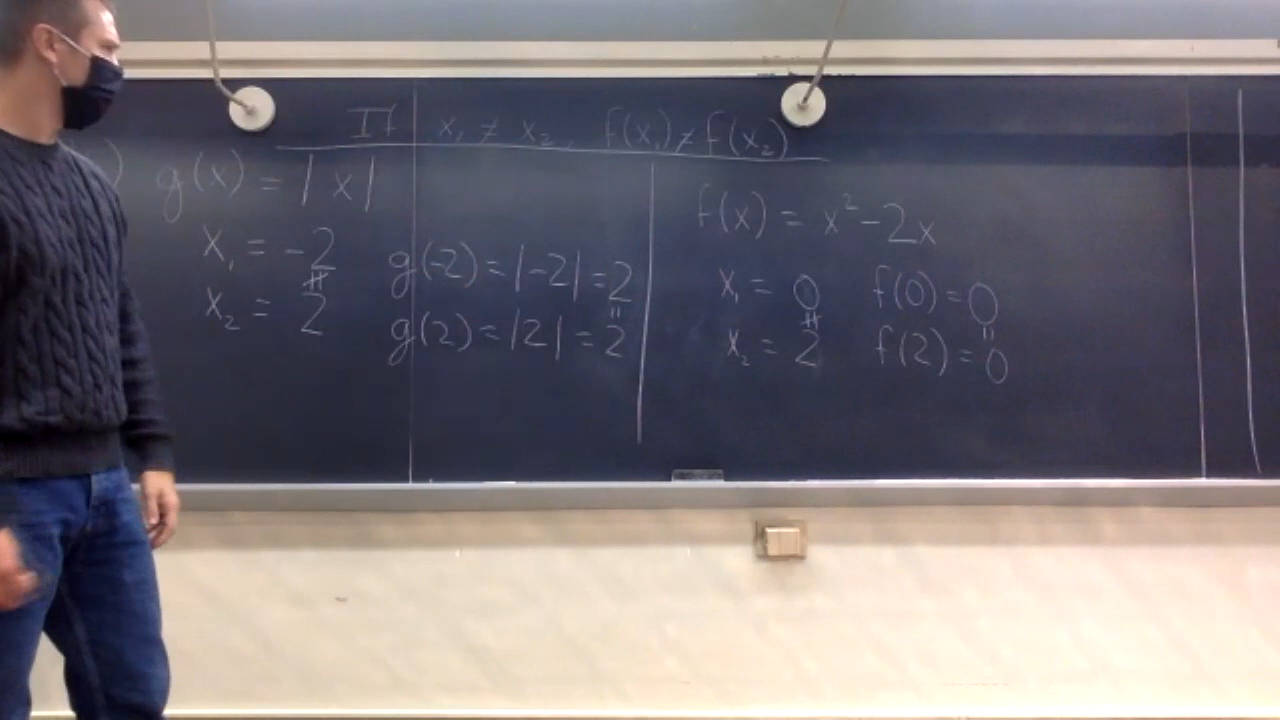 If x₁ ≠ x₂, f(x₁) ≠ f(x₂)
)
g(x) = |x|
x₁ = -2
≠
x₂ = 2
g(-2) = |-2| = 2
=
g(2) = |2| = 2
f(x) = x² - 2x
x₁ = 0
≠
x₂ = 2
f(0) = 0
=
f(2) = 0